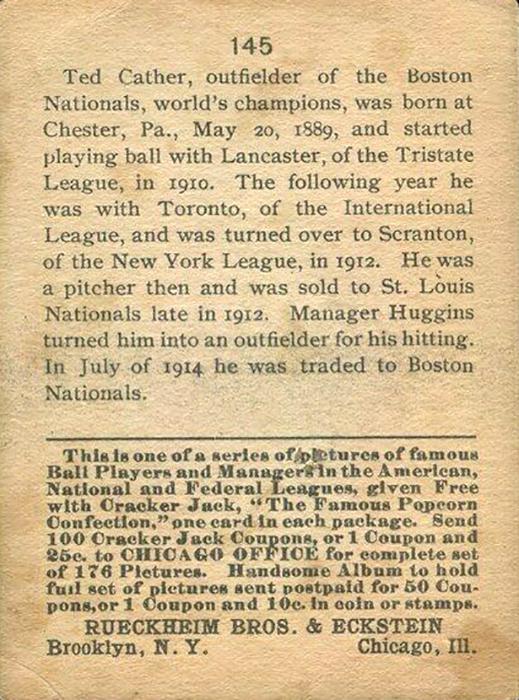 145
Ted Cather, outfielder of the Boston
Nationals, world's champions, was born at
Chester, Pa., May 20, 1889, and started
playing ball with Lancaster, of the Tristate
League, in 1910. The following year he
was with Toronto, of the International
League, and was turned over to Scranton,
of the New York League, in 1912. He was
a pitcher then and was sold to St. Louis
Nationals late in 1912. Manager Huggins
turned him into an outfielder for his hitting.
In July of 1914 he was traded to Boston
Nationals.
This is one of a series of pictures of famous
Ball Players and Managers in the American,
National and Federal Leagues, given Free
with Cracker Jack, "The Famous Popcorn
Confection," one card in each package. Send
100 Cracker Jack Coupons, or 1 Coupon and
25c. to CHICAGO OFFICE for complete set
of 176 Pictures. Handsome Album to hold
full set of pictures sent postpaid for 50 Cou-
pons, or 1 Coupon and 10c. in coin or stamps.
RUECKHEIM BROS. & ECKSTEIN
Brooklyn, N. Y. Chicago, Ill.